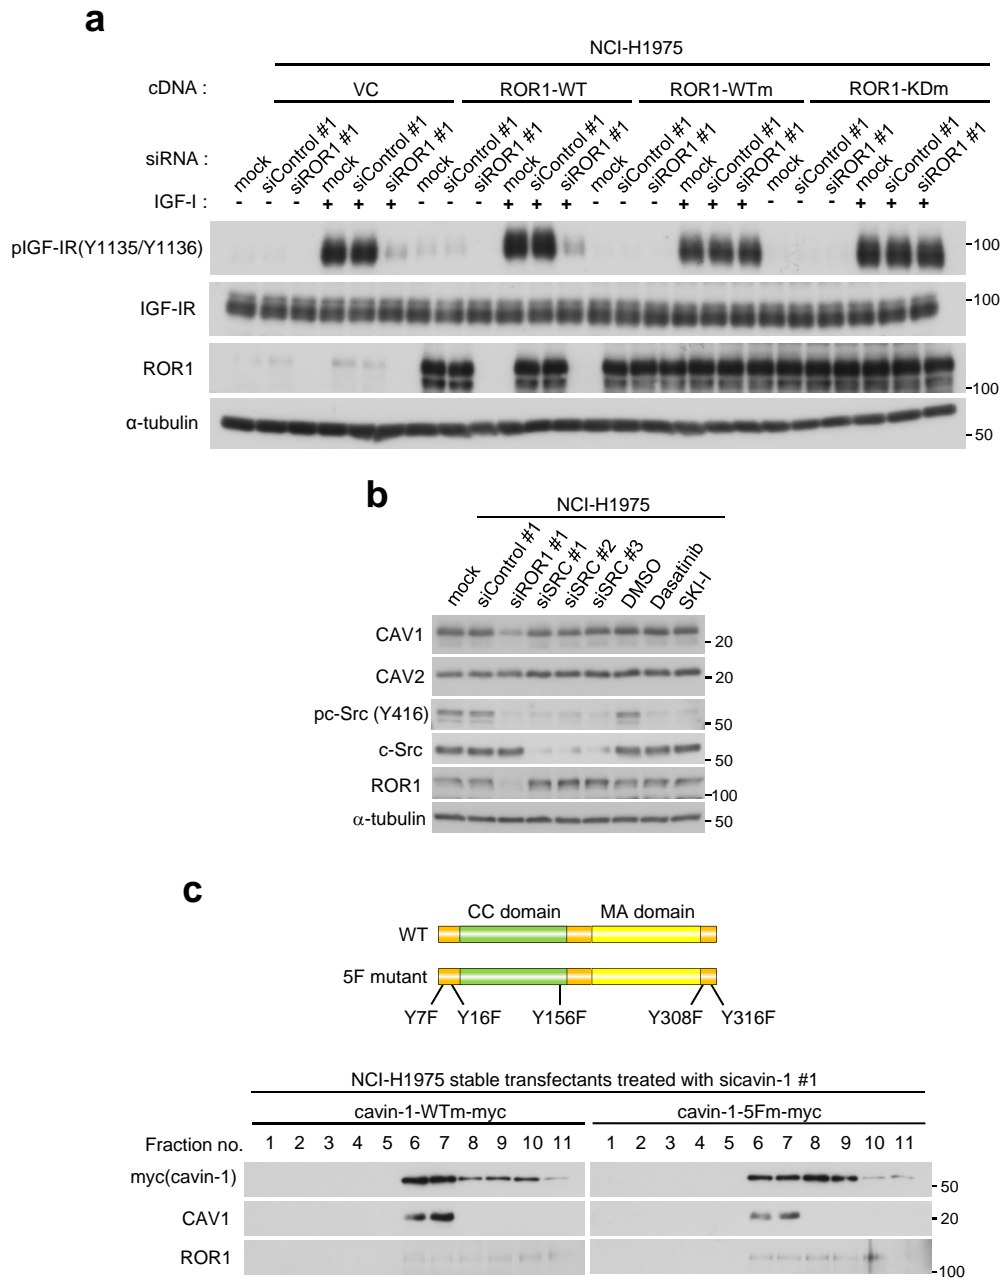 a
NCI-H1975
cDNA : VC ROR1-WT ROR1-WTm ROR1-KDm
siRNA : mock siControl #1 siROR1 #1 mock siControl #1 siROR1 #1 mock siControl #1 siROR1 #1 mock siControl #1 siROR1 #1 mock siControl #1 siROR1 #1 mock siControl #1 siROR1 #1 mock siControl #1 siROR1 #1 mock siControl #1 siROR1 #1
IGF-I : - - - + + + - - - + + + - - - + + + - - - + + +
pIGF-IR(Y1135/Y1136) -100
IGF-IR -100
ROR1 -100
α-tubulin - 50
b
NCI-H1975
mock siControl #1 siROR1 #1 siSRC #1 siSRC #2 siSRC #3 DMSO Dasatinib SKI-I
CAV1 - 20
CAV2 - 20
pc-Src (Y416) - 50
c-Src - 50
ROR1 -100
α-tubulin - 50
c
CC domain MA domain
WT
5F mutant
Y7F Y16F Y156F Y308F Y316F
NCI-H1975 stable transfectants treated with sicavin-1 #1
cavin-1-WTm-myc cavin-1-5Fm-myc
Fraction no. 1 2 3 4 5 6 7 8 9 10 11 1 2 3 4 5 6 7 8 9 10 11
myc(cavin-1) - 50
CAV1 - 20
ROR1 -100